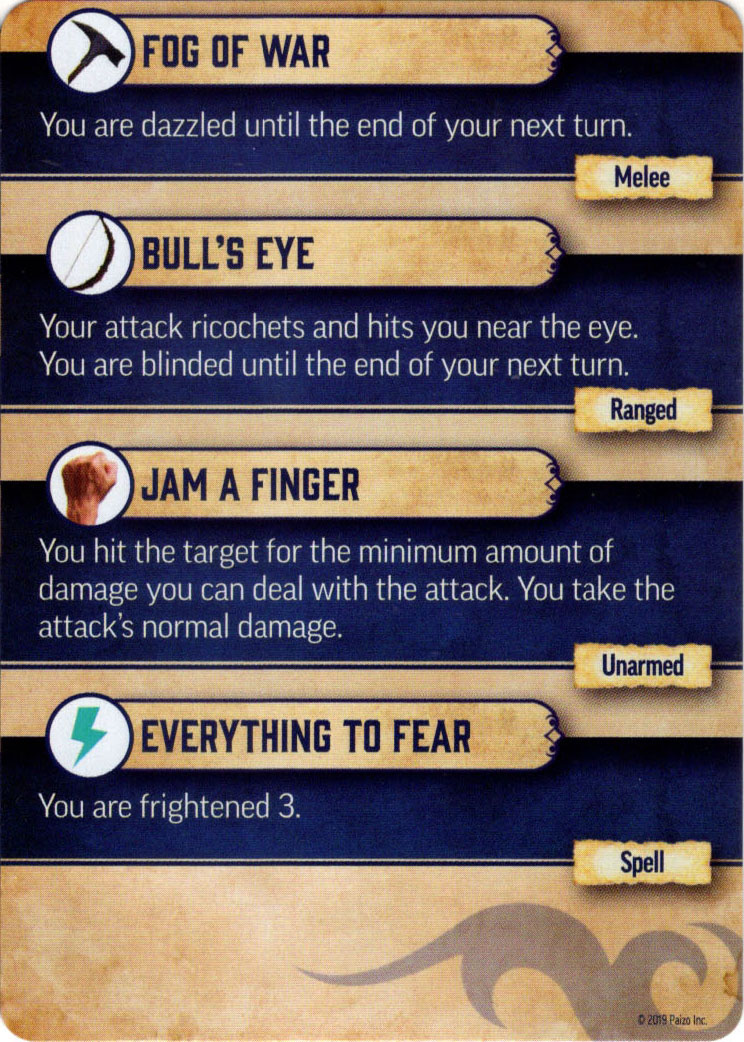 FOG OF WAR
You are dazzled until the end of your next turn.
Melee
BULL'S EYE
Your attack ricochets and hits you near the eye.
You are blinded until the end of your next turn.
Ranged
JAM A FINGER
You hit the target for the minimum amount of
damage you can deal with the attack. You take the
attack's normal damage.
Unarmed
EVERYTHING TO FEAR
You are frightened 3.
Spell
© 2019 Paizo Inc.